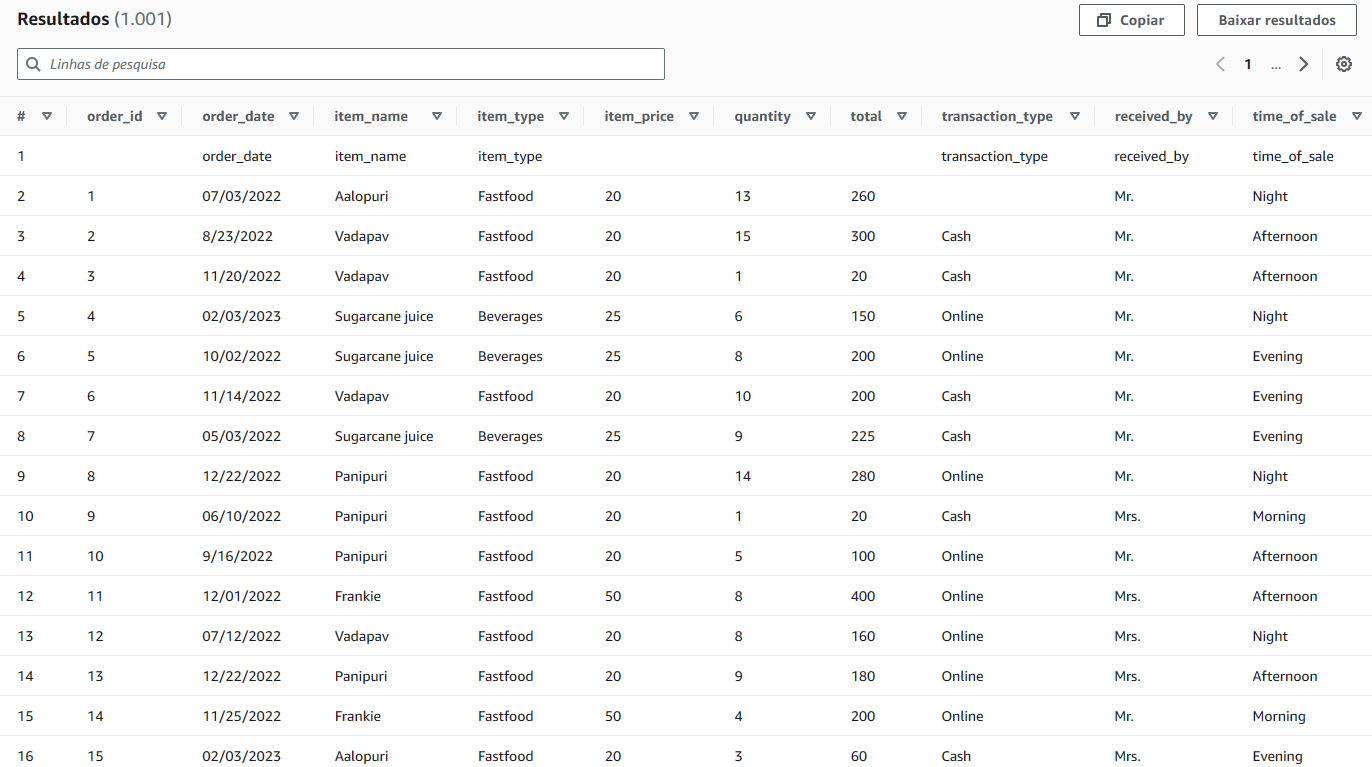 Resultados (1.001) Copiar Baixar resultados
Linhas de pesquisa 1 ...
# order_id order_date item_name item_type item_price quantity total transaction_type received_by time_of_sale
1 order_date item_name item_type transaction_type received_by time_of_sale
2 1 07/03/2022 Aalopuri Fastfood 20 13 260 Mr. Night
3 2 8/23/2022 Vadapav Fastfood 20 15 300 Cash Mr. Afternoon
4 3 11/20/2022 Vadapav Fastfood 20 1 20 Cash Mr. Afternoon
5 4 02/03/2023 Sugarcane juice Beverages 25 6 150 Online Mr. Night
6 5 10/02/2022 Sugarcane juice Beverages 25 8 200 Online Mr. Evening
7 6 11/14/2022 Vadapav Fastfood 20 10 200 Cash Mr. Evening
8 7 05/03/2022 Sugarcane juice Beverages 25 9 225 Cash Mr. Evening
9 8 12/22/2022 Panipuri Fastfood 20 14 280 Online Mr. Night
10 9 06/10/2022 Panipuri Fastfood 20 1 20 Cash Mrs. Morning
11 10 9/16/2022 Panipuri Fastfood 20 5 100 Online Mr. Afternoon
12 11 12/01/2022 Frankie Fastfood 50 8 400 Online Mrs. Afternoon
13 12 07/12/2022 Vadapav Fastfood 20 8 160 Online Mrs. Night
14 13 12/22/2022 Panipuri Fastfood 20 9 180 Online Mrs. Afternoon
15 14 11/25/2022 Frankie Fastfood 50 4 200 Online Mr. Morning
16 15 02/03/2023 Aalopuri Fastfood 20 3 60 Cash Mrs. Evening